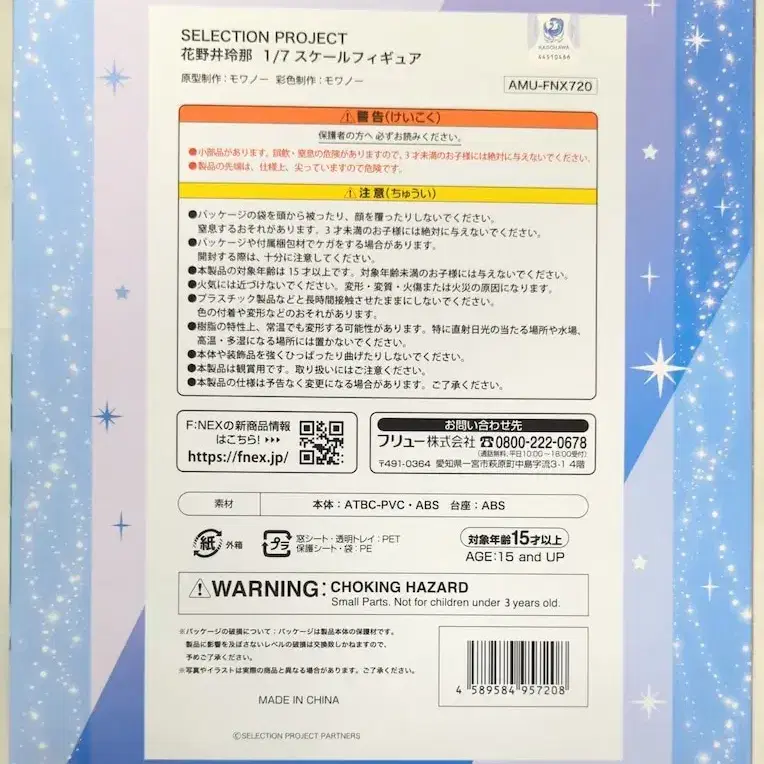 SELECTION PROJECT
花野井玲那 1/7 スケールフィギュア
原型制作：モワノー 彩色制作：モワノー
KADOKAWA
AMU-FNX720
⚠警告(けいこく)
保護者の方へ 必ずお読みください。
●小部品があります。誤飲・窒息の危険がありますので、3才未満のお子様には絶対に与えないでください。
●製品の先端は、仕様上、尖っていますので危険です。
⚠注意(ちゅうい)
●パッケージの袋を頭から被ったり、顔を覆ったりしないでください。
窒息するおそれがあります。3才未満のお子様には絶対に与えないでください。
●パッケージや付属梱包材でケガをする場合があります。
開封する際は、十分に注意してください。
●本製品の対象年齢は15才以上です。対象年齢未満のお子様には与えないでください。
●火気には近づけないでください。変形・変質・火傷または火災の原因になります。
●プラスチック製品などと長時間接触させたままにしないでください。
色の付着や変形などのおそれがあります。
●樹脂の特性上、常温でも変形する可能性があります。特に直射日光の当たる場所や水場、
高温・多湿になる場所には置かないでください。
●本体や装飾品を強くひっぱったり曲げたりしないでください。
●本製品は観賞用です。取り扱いにはご注意ください。
●本製品の仕様は予告なく変更になる場合があります。ご了承ください。
F:NEXの新商品情報
はこちら! ▸▸▸
https://fnex.jp/
お問い合わせ先
フリュー株式会社 ☎0800-222-0678
(通話無料、平日10:00〜18:00受付)
〒491-0364 愛知県一宮市萩原町中島字流3-14階
素材 本体：ATBC-PVC・ABS 台座：ABS
紙 外箱
プラ 窓シート・透明トレイ：PET
保護シート・袋：PE
対象年齢15才以上
AGE:15 and UP
⚠WARNING: CHOKING HAZARD
Small Parts. Not for children under 3 years old.
※パッケージの破損について：パッケージは製品本体の保護材です。
製品に影響を及ぼさないレベルの破損は交換致しかねますので、
予めご了承ください。
※写真やイラストは実際の商品と異なる場合がございます。ご了承ください。
4 589584 957208
MADE IN CHINA
©SELECTION PROJECT PARTNERS